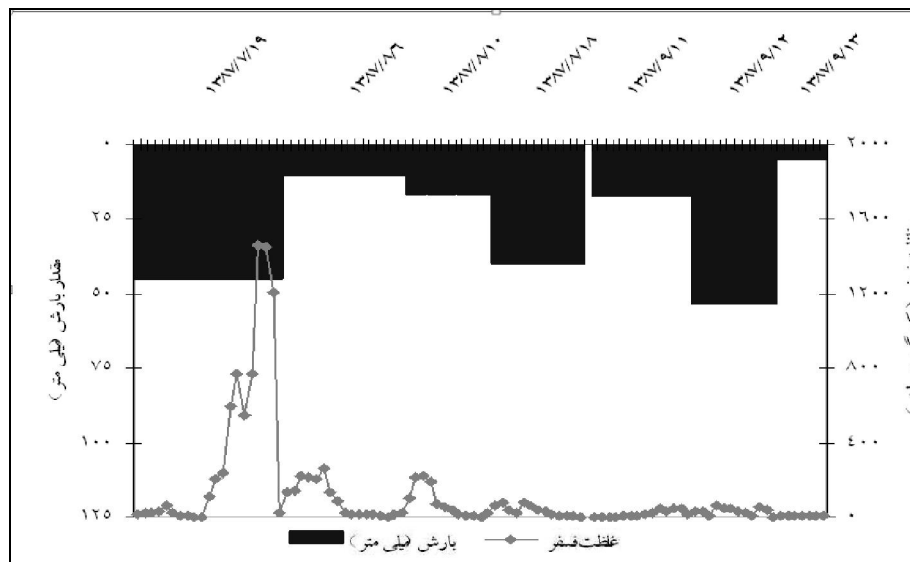 ۱۳۸۷/۷/۱۹ ۱۳۸۷/۸/۶ ۱۳۸۷/۸/۱۰ ۱۳۸۷/۸/۱۸ ۱۳۸۷/۹/۱۱ ۱۳۸۷/۹/۱۲ ۱۳۸۷/۹/۱۳
۰ ۲۰۰۰
۲۵ ۱۶۰۰
۵۰ ۱۲۰۰
۷۵ ۸۰۰
۱۰۰ ۴۰۰
۱۲۵ ۰
مقدار بارش (میلی متر)
بارش (میلی متر) غلظت فسفر